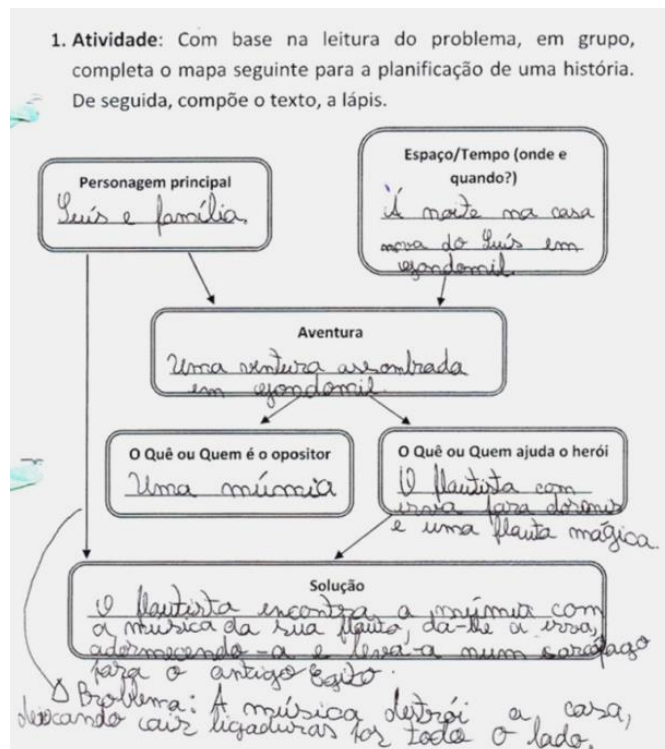 1. Atividade: Com base na leitura do problema, em grupo,
completa o mapa seguinte para a planificação de uma história.
De seguida, compõe o texto, a lápis.
Personagem principal
Luís e família.
Espaço/Tempo (onde e
quando?)
À noite na casa
nova do Luís em
gondomil.
Aventura
Uma ventura assombrada
em gondomil.
O Quê ou Quem é o opositor
Uma múmia
O Quê ou Quem ajuda o herói
O flautista com
erva para dormir
e uma flauta mágica.
Solução
O flautista encontra a múmia com
a música da sua flauta, dá-lhe a erva,
adormecendo-a e leva-a num sarcófago
para o antigo Egito.
Problema: A música destrói a casa,
deixando cair ligaduras por todo o lado.